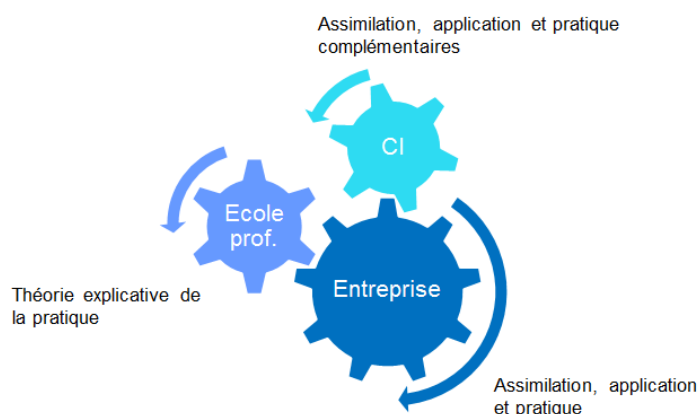 Assimilation, application et pratique
complémentaires
CI
Ecole
prof.
Entreprise
Théorie explicative de
la pratique
Assimilation, application
et pratique